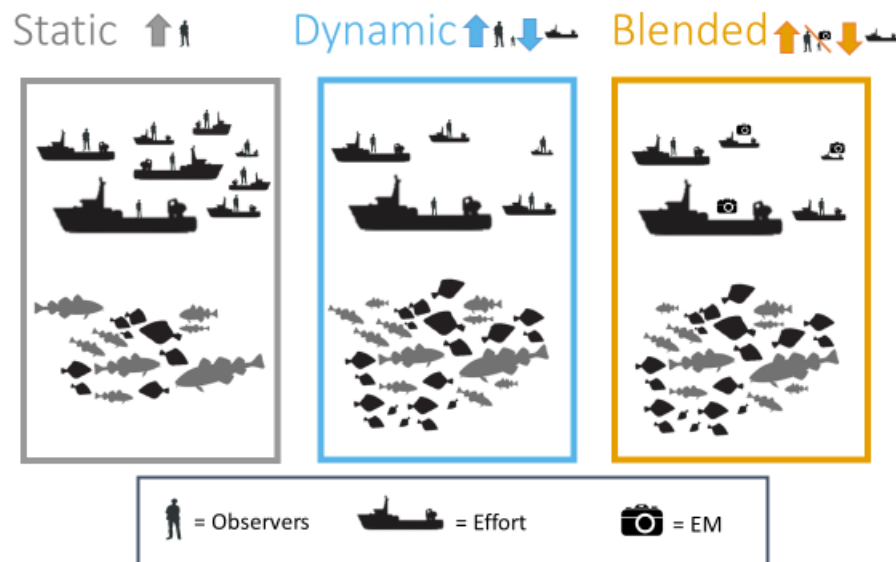 Static
Dynamic
Blended
= Observers
= Effort
= EM